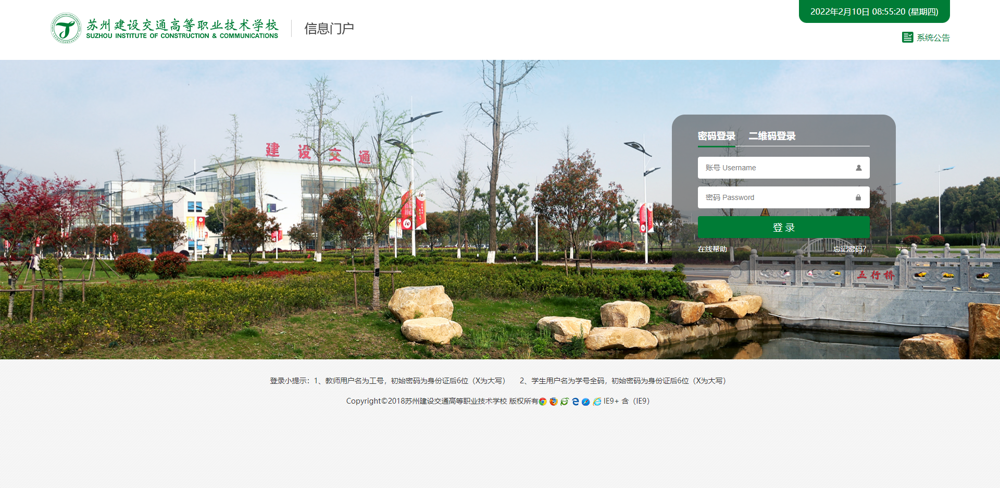 2022年2月10日 08:55:20 (星期四)
苏州建设交通高等职业技术学校
SUZHOU INSTITUTE OF CONSTRUCTION & COMMUNICATIONS
信息门户
系统公告
建设交通
密码登录 二维码登录
账号 Username
密码 Password
登录
在线帮助 忘记密码?
五行桥
登录小提示：1、教师用户名为工号，初始密码为身份证后6位（X为大写） 2、学生用户名为学号全码，初始密码为身份证后6位（X为大写）
Copyright©2018苏州建设交通高等职业技术学校 版权所有 IE9+ 含（IE9）